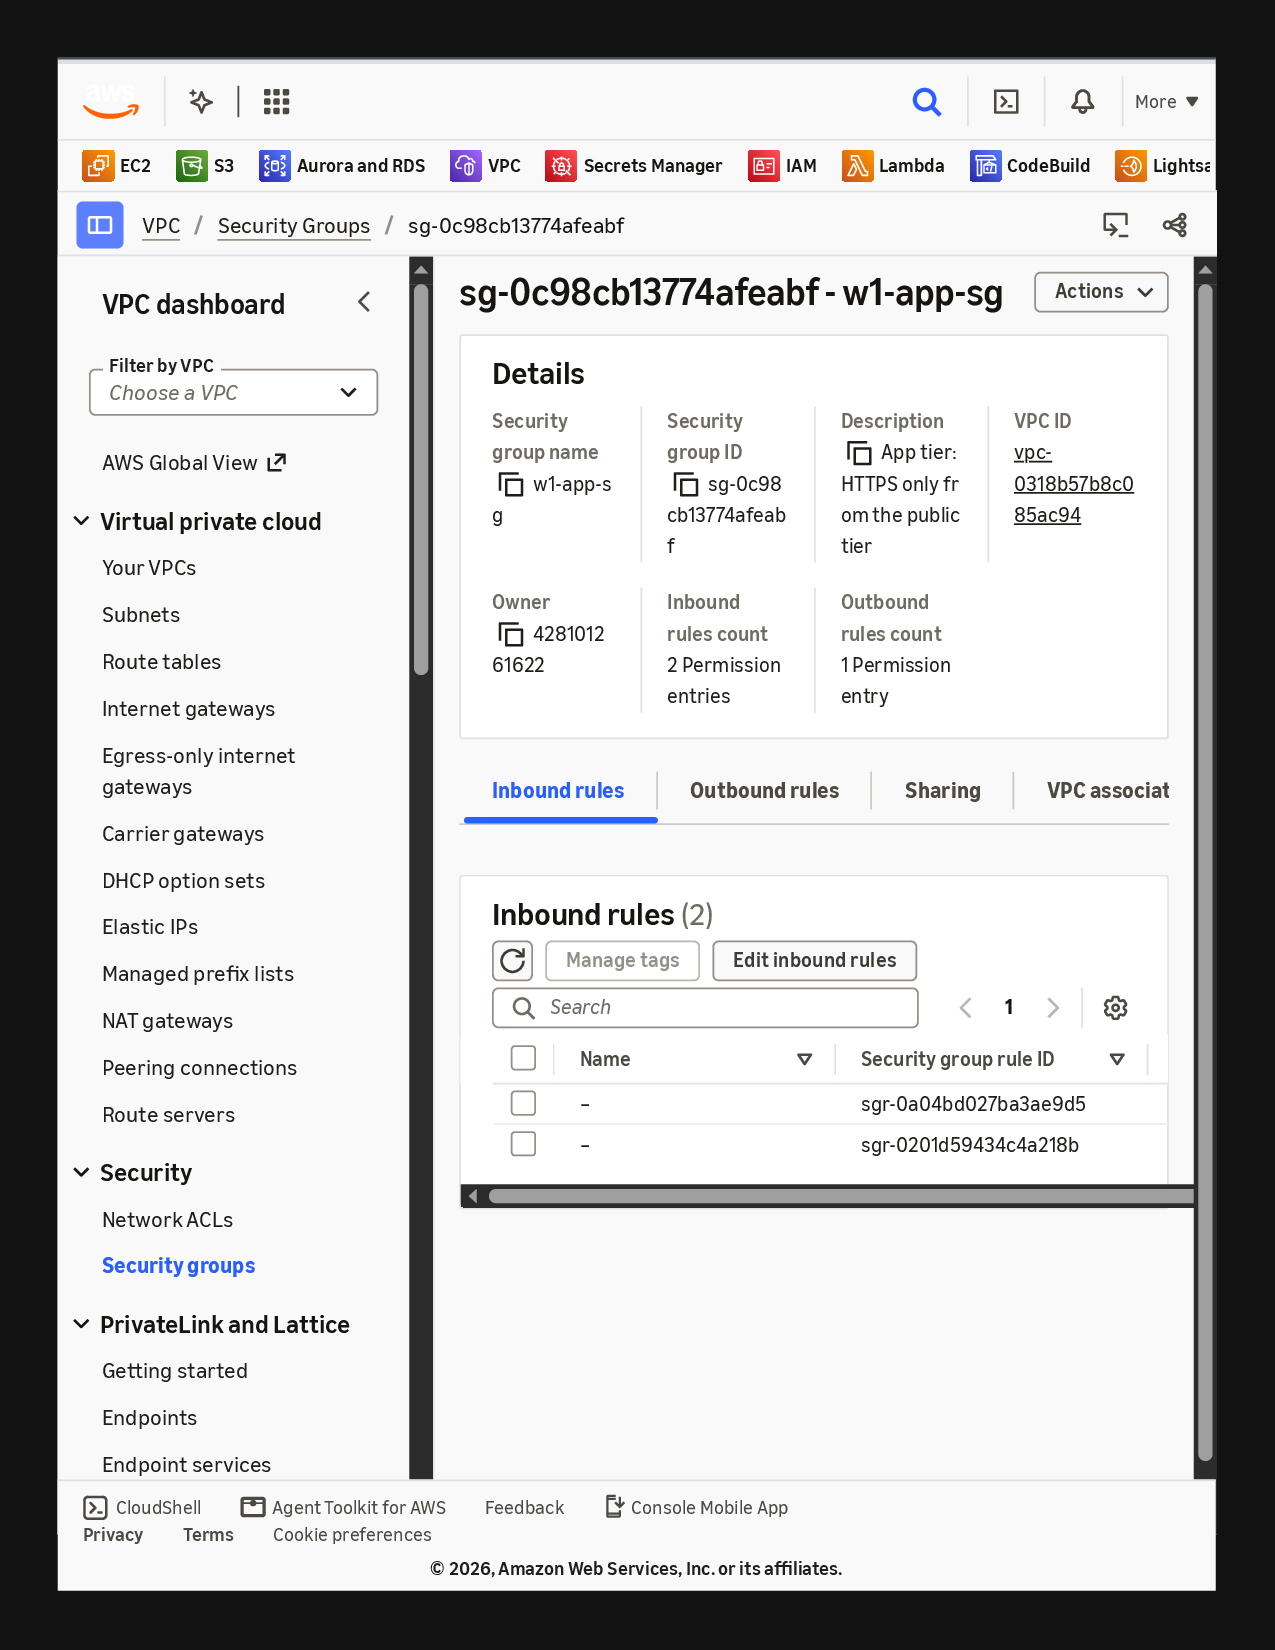 aws
More
EC2 S3 Aurora and RDS VPC Secrets Manager IAM Lambda CodeBuild Lightsa
VPC / Security Groups / sg-0c98cb13774afeabf
VPC dashboard
Filter by VPC
Choose a VPC
AWS Global View
Virtual private cloud
Your VPCs
Subnets
Route tables
Internet gateways
Egress-only internet
gateways
Carrier gateways
DHCP option sets
Elastic IPs
Managed prefix lists
NAT gateways
Peering connections
Route servers
Security
Network ACLs
Security groups
PrivateLink and Lattice
Getting started
Endpoints
Endpoint services
sg-0c98cb13774afeabf - w1-app-sg
Actions
Details
Security
group name
w1-app-s
g
Security
group ID
sg-0c98
cb13774afeab
f
Description
App tier:
HTTPS only fr
om the public
tier
VPC ID
vpc-
0318b57b8c0
85ac94
Owner
4281012
61622
Inbound
rules count
2 Permission
entries
Outbound
rules count
1 Permission
entry
Inbound rules Outbound rules Sharing VPC associat
Inbound rules (2)
Manage tags Edit inbound rules
Search 1
Name Security group rule ID
– sgr-0a04bd027ba3ae9d5
– sgr-0201d59434c4a218b
CloudShell Agent Toolkit for AWS Feedback Console Mobile App
Privacy Terms Cookie preferences
© 2026, Amazon Web Services, Inc. or its affiliates.